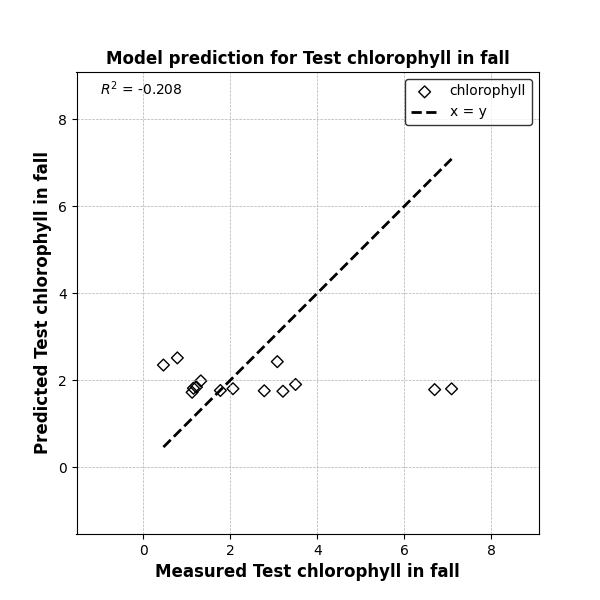 Model prediction for Test chlorophyll in fall
R² = -0.208
chlorophyll
x = y
Predicted Test chlorophyll in fall
8
6
4
2
0
0 2 4 6 8
Measured Test chlorophyll in fall